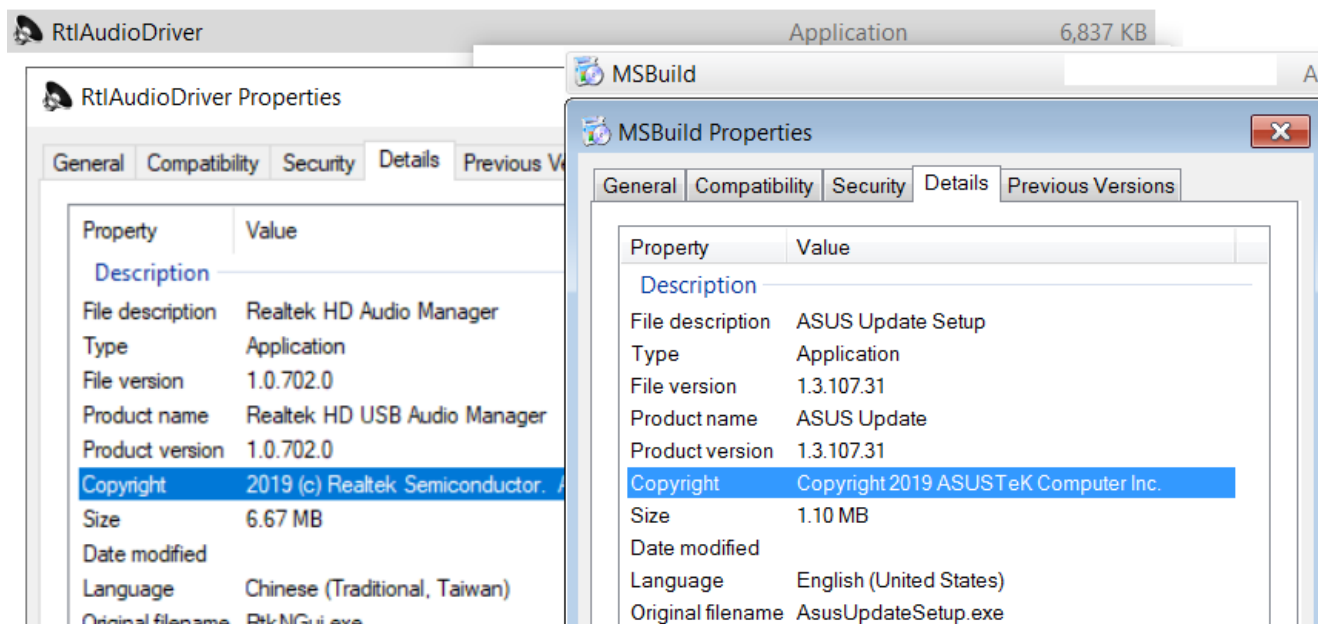 RtlAudioDriver Application 6,837 KB
RtlAudioDriver Properties
General Compatibility Security Details Previous
Property Value
Description
File description Realtek HD Audio Manager
Type Application
File version 1.0.702.0
Product name Realtek HD USB Audio Manager
Product version 1.0.702.0
Copyright 2019 (c) Realtek Semiconductor.
Size 6.67 MB
Date modified
Language Chinese (Traditional, Taiwan)
Original filename RtkNGui.exe
MSBuild
MSBuild Properties
General Compatibility Security Details Previous Versions
Property Value
Description
File description ASUS Update Setup
Type Application
File version 1.3.107.31
Product name ASUS Update
Product version 1.3.107.31
Copyright Copyright 2019 ASUSTeK Computer Inc.
Size 1.10 MB
Date modified
Language English (United States)
Original filename AsusUpdateSetup.exe